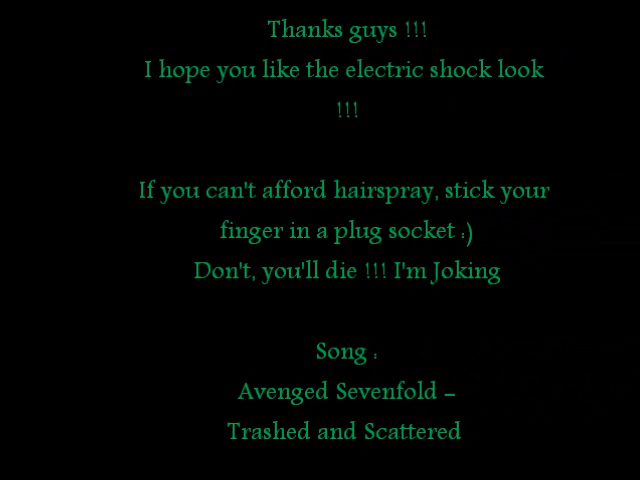 Thanks guys !!!
I hope you like the electric shock look
!!!
If you can't afford hairspray, stick your
finger in a plug socket :)
Don't, you'll die !!! I'm Joking
Song :
Avenged Sevenfold –
Trashed and Scattered